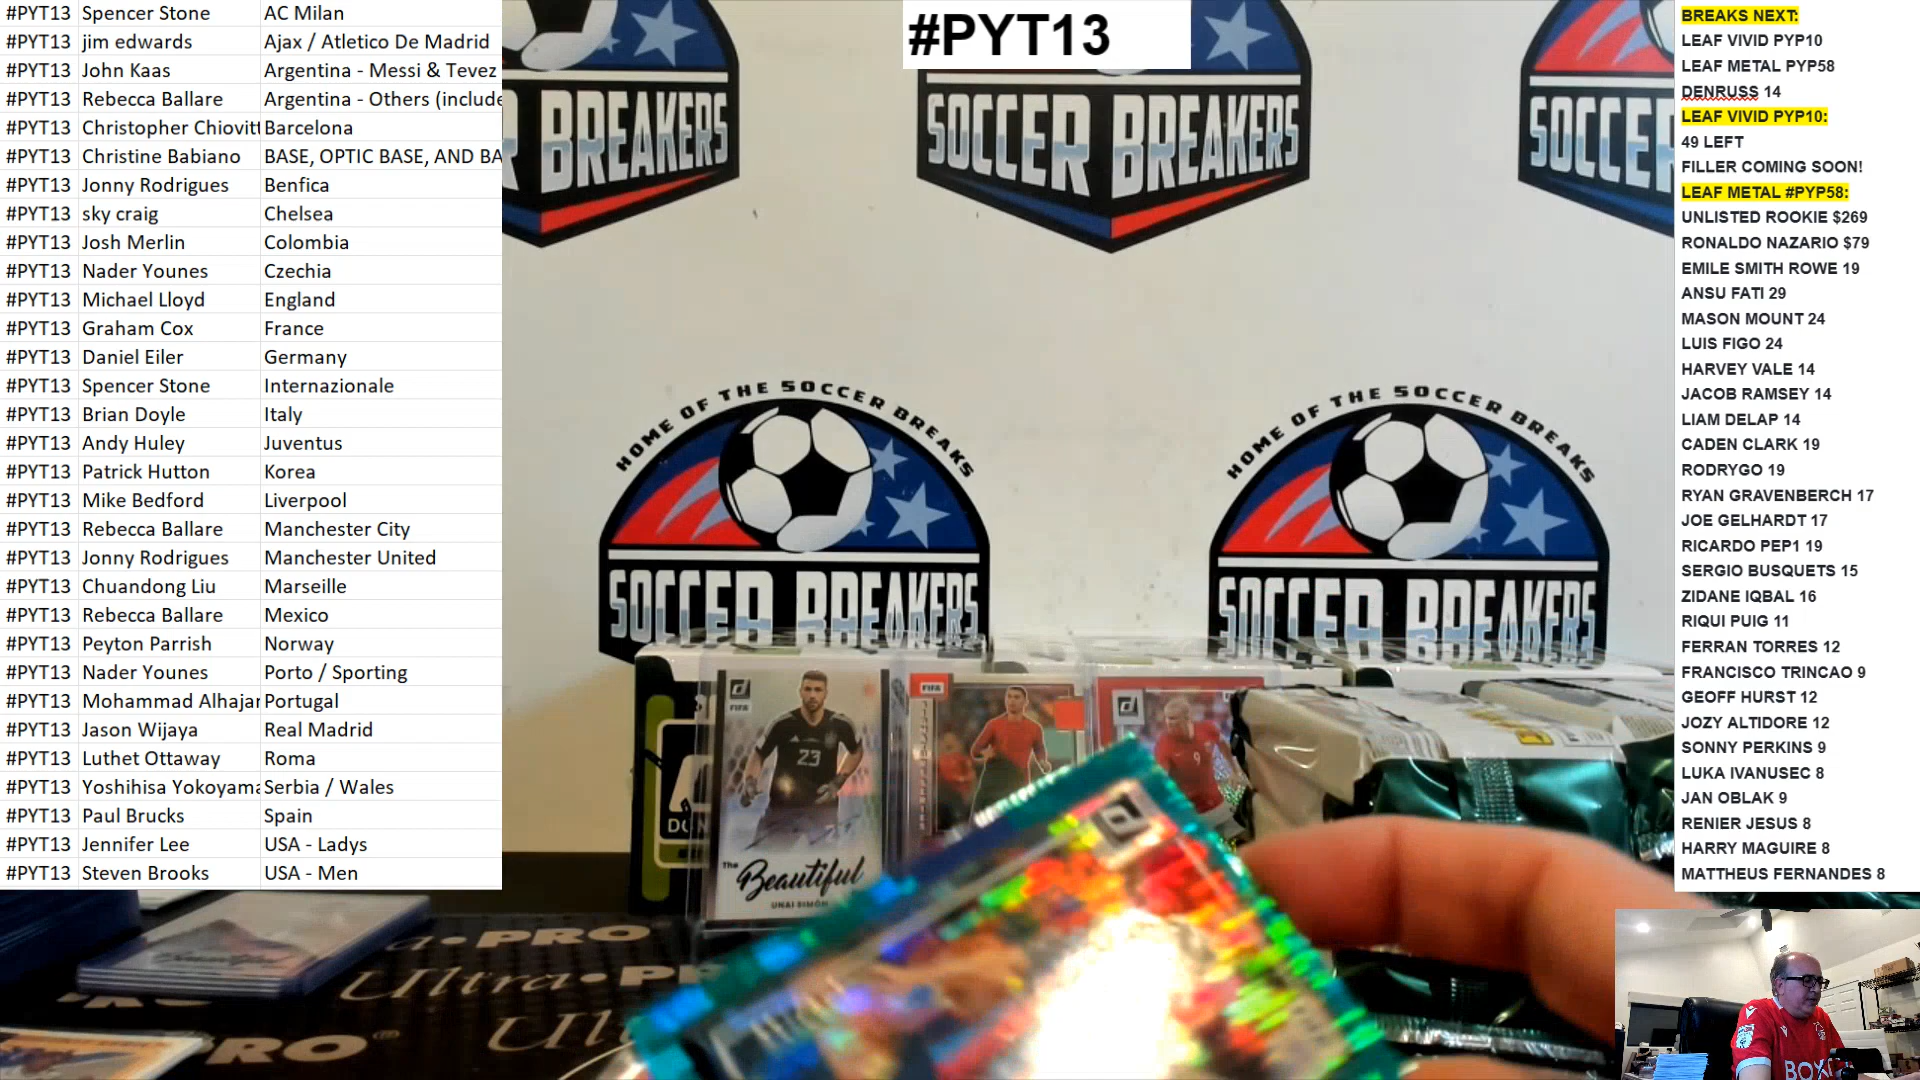 #PYT13 Spencer Stone AC Milan
#PYT13 jim edwards Ajax / Atletico De Madrid
#PYT13 John Kaas Argentina - Messi & Tevez
#PYT13 Rebecca Ballare Argentina - Others (include
#PYT13 Christopher Chiovitt Barcelona
#PYT13 Christine Babiano BASE, OPTIC BASE, AND BA
#PYT13 Jonny Rodrigues Benfica
#PYT13 sky craig Chelsea
#PYT13 Josh Merlin Colombia
#PYT13 Nader Younes Czechia
#PYT13 Michael Lloyd England
#PYT13 Graham Cox France
#PYT13 Daniel Eiler Germany
#PYT13 Spencer Stone Internazionale
#PYT13 Brian Doyle Italy
#PYT13 Andy Huley Juventus
#PYT13 Patrick Hutton Korea
#PYT13 Mike Bedford Liverpool
#PYT13 Rebecca Ballare Manchester City
#PYT13 Jonny Rodrigues Manchester United
#PYT13 Chuandong Liu Marseille
#PYT13 Rebecca Ballare Mexico
#PYT13 Peyton Parrish Norway
#PYT13 Nader Younes Porto / Sporting
#PYT13 Mohammad Alhajar Portugal
#PYT13 Jason Wijaya Real Madrid
#PYT13 Luthet Ottaway Roma
#PYT13 Yoshihisa Yokoyama Serbia / Wales
#PYT13 Paul Brucks Spain
#PYT13 Jennifer Lee USA - Ladys
#PYT13 Steven Brooks USA - Men
#PYT13
R BREAKERS
SOCCER BREAKERS
SOCCER
HOME OF THE SOCCER BREAKS
SOCCER BREAKERS
HOME OF THE SOCCER BREAKS
SOCCER BREAKERS
FIFA
23
The Beautiful
UNAI SIMÓN
FIFA
9
Ultra PRO
Ultra PRO
BREAKS NEXT:
LEAF VIVID PYP10
LEAF METAL PYP58
DENRUSS 14
LEAF VIVID PYP10:
49 LEFT
FILLER COMING SOON!
LEAF METAL #PYP58:
UNLISTED ROOKIE $269
RONALDO NAZARIO $79
EMILE SMITH ROWE 19
ANSU FATI 29
MASON MOUNT 24
LUIS FIGO 24
HARVEY VALE 14
JACOB RAMSEY 14
LIAM DELAP 14
CADEN CLARK 19
RODRYGO 19
RYAN GRAVENBERCH 17
JOE GELHARDT 17
RICARDO PEP1 19
SERGIO BUSQUETS 15
ZIDANE IQBAL 16
RIQUI PUIG 11
FERRAN TORRES 12
FRANCISCO TRINCAO 9
GEOFF HURST 12
JOZY ALTIDORE 12
SONNY PERKINS 9
LUKA IVANUSEC 8
JAN OBLAK 9
RENIER JESUS 8
HARRY MAGUIRE 8
MATTHEUS FERNANDES 8